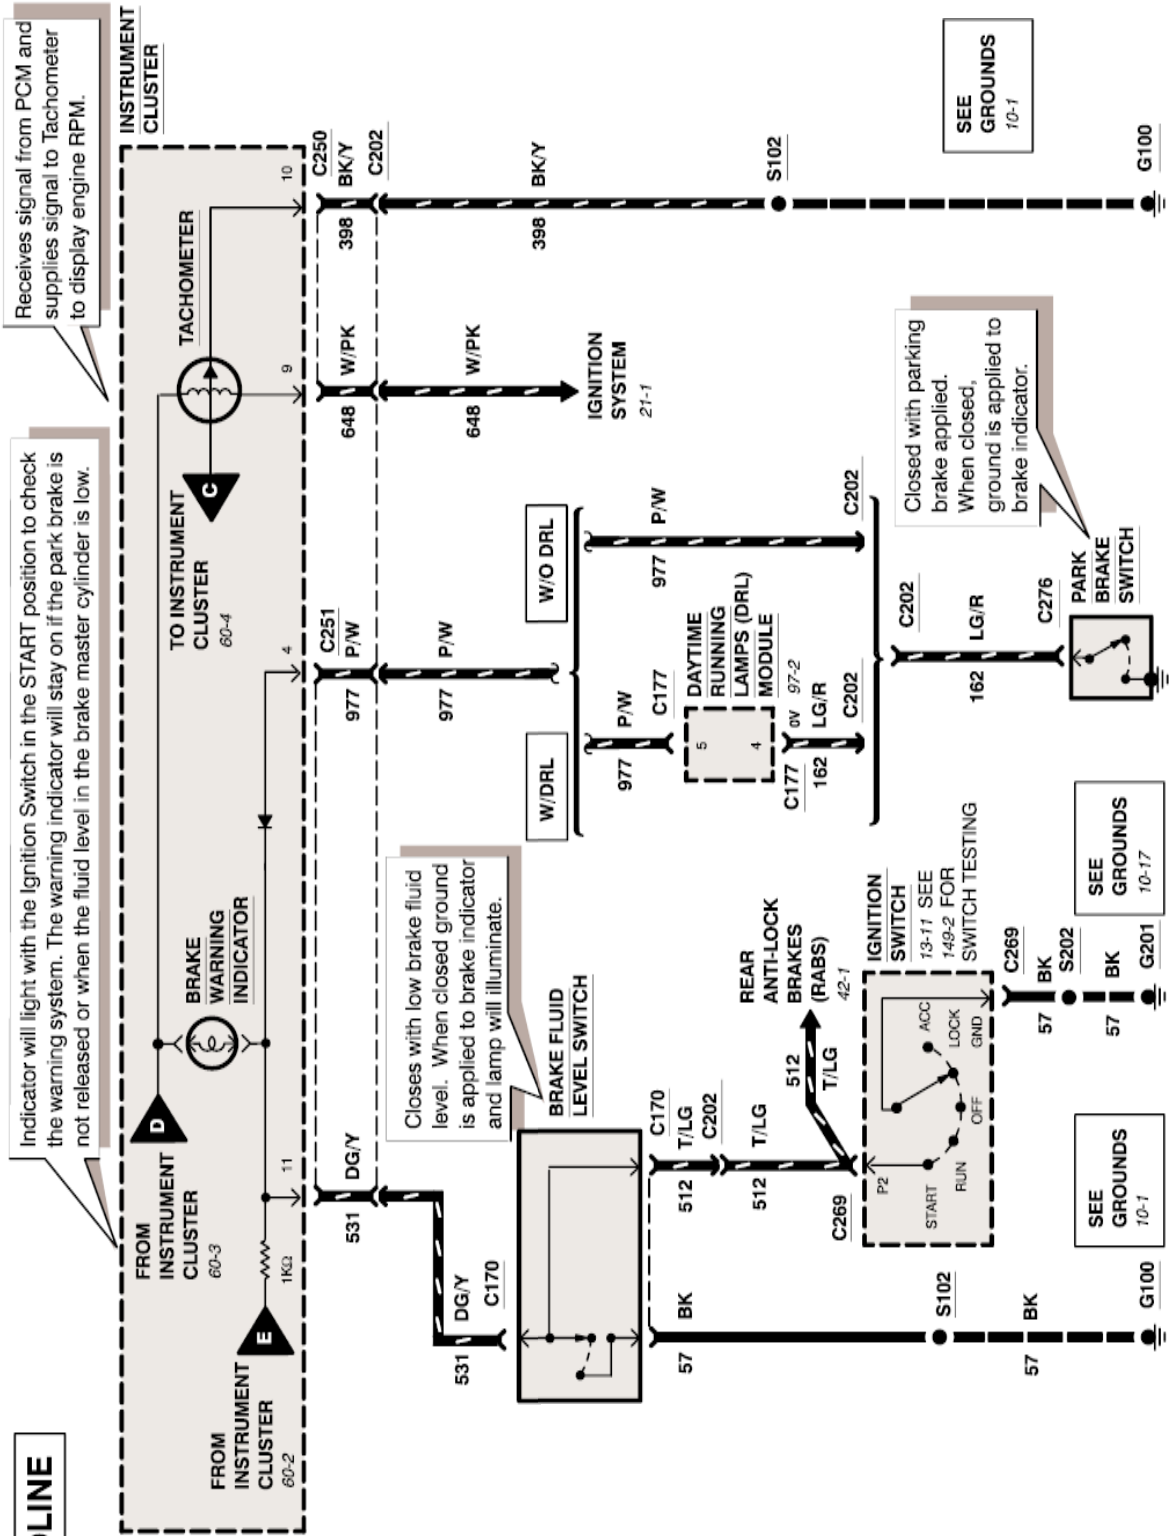 Receives signal from PCM and
supplies signal to Tachometer
to display engine RPM.
Indicator will light with the Ignition Switch in the START position to check
the warning system. The warning indicator will stay on if the park brake is
not released or when the fluid level in the brake master cylinder is low.
INSTRUMENT
CLUSTER
FROM
INSTRUMENT
CLUSTER
60-3
D
BRAKE
WARNING
INDICATOR
TO INSTRUMENT
CLUSTER
60-4
C
TACHOMETER
FROM
INSTRUMENT
CLUSTER
60-2
E
1KΩ
11
4
9
10
531
DG/Y
977
P/W
C251
648
W/PK
398
BK/Y
C250
C202
531
DG/Y
C170
977
P/W
648
W/PK
398
BK/Y
IGNITION
SYSTEM
21-1
S102
SEE
GROUNDS
10-1
G100
Closes with low brake fluid
level. When closed ground
is applied to brake indicator
and lamp will illuminate.
BRAKE FLUID
LEVEL SWITCH
W/DRL
W/O DRL
977
P/W
C177
977
P/W
5
4
DAYTIME
RUNNING
LAMPS (DRL)
MODULE
97-2
C177
0V
162
LG/R
C202
C202
C202
162
LG/R
C276
PARK
BRAKE
SWITCH
Closed with parking
brake applied.
When closed,
ground is applied to
brake indicator.
57
BK
512
T/LG
C170
C202
512
T/LG
512
T/LG
REAR
ANTI-LOCK
BRAKES
(RABS)
42-1
C269
IGNITION
SWITCH
13-11 SEE
149-2 FOR
SWITCH TESTING
P2
START
RUN
OFF
LOCK
ACC
GND
S102
57
BK
G100
SEE
GROUNDS
10-1
C269
57
BK
S202
57
BK
G201
SEE
GROUNDS
10-17